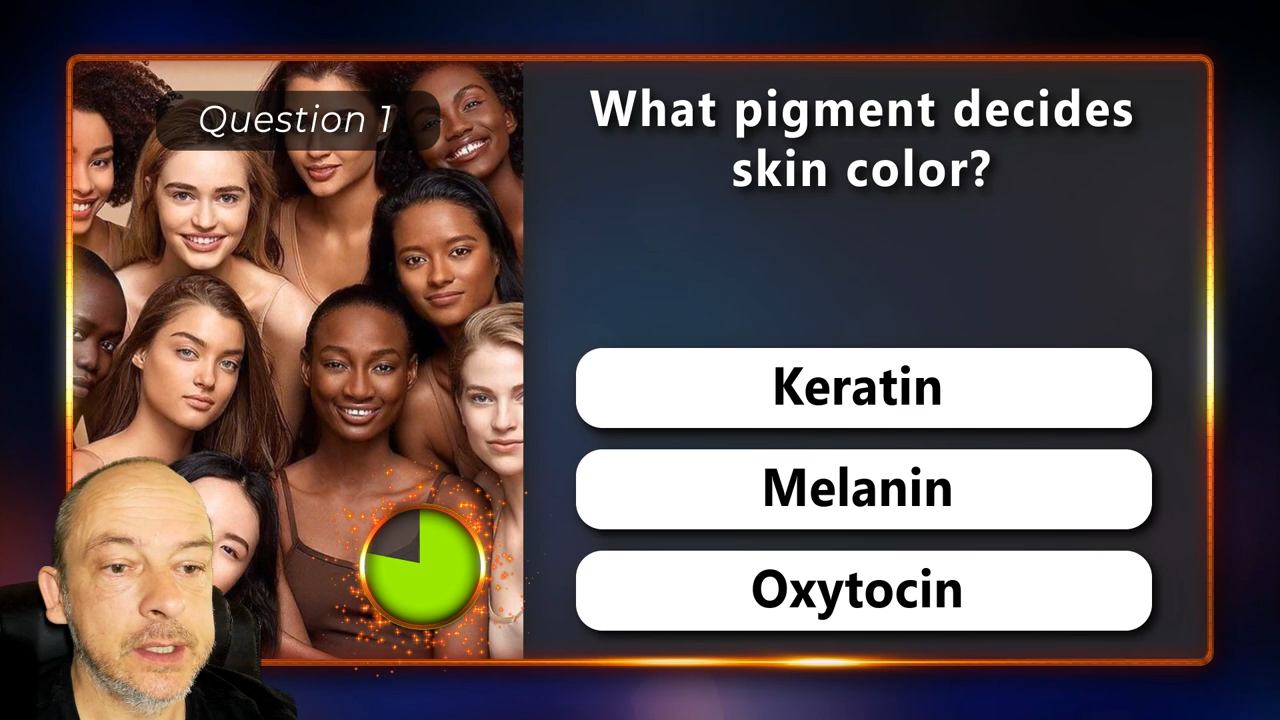 Question 1
What pigment decides
skin color?
Keratin
Melanin
Oxytocin